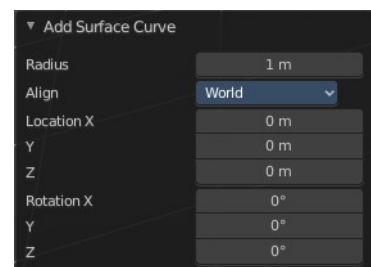 Add Surface Curve
Radius 1 m
Align World
Location X 0 m
Y 0 m
Z 0 m
Rotation X 0°
Y 0°
Z 0°